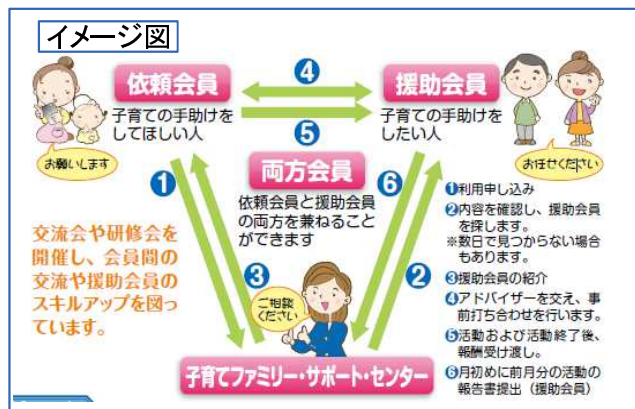 イメージ図
依頼会員
子育ての手助けを
してほしい人
お願いします
❹
❺
援助会員
子育ての手助けを
したい人
お任せください
両方会員
依頼会員と援助会員
の両方を兼ねること
ができます
❶
❸
❻
❷
交流会や研修会を
開催し、会員間の
交流や援助会員の
スキルアップを図っ
ています。
ご相談
ください
子育てファミリー・サポート・センター
❶利用申し込み
❷内容を確認し、援助会員
を探します。
※数日で見つからない場合
もあります。
❸援助会員の紹介
❹アドバイザーを交え、事
前打ち合わせを行います。
❺活動および活動終了後、
報酬受け渡し。
❻月初めに前月分の活動の
報告書提出（援助会員）